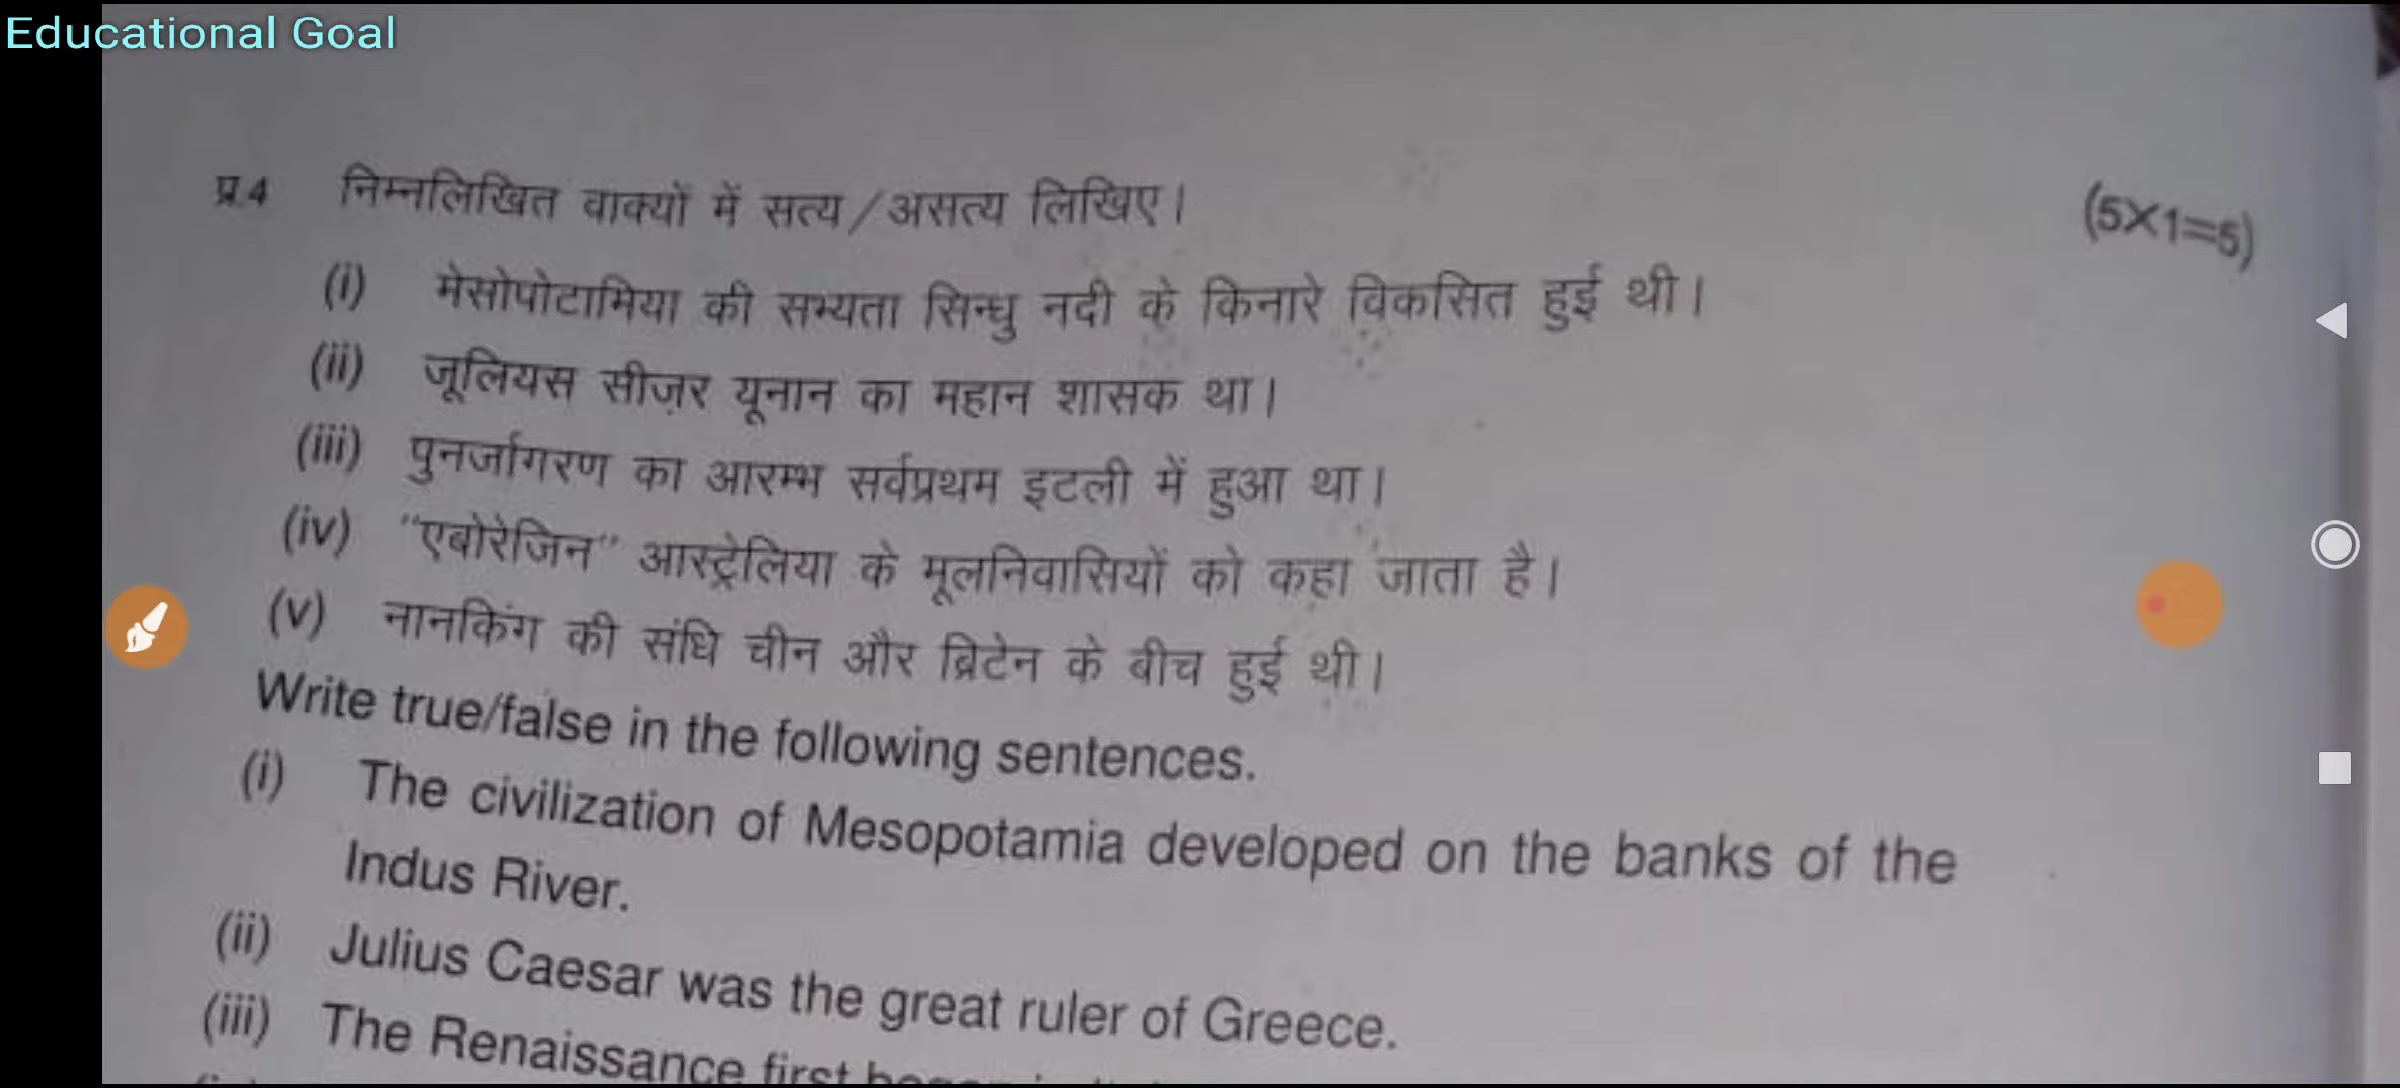 Educational Goal
प्र.4 निम्नलिखित वाक्यों में सत्य/असत्य लिखिए। (5X1=5)
(i) मेसोपोटामिया की सभ्यता सिन्धु नदी के किनारे विकसित हुई थी।
(ii) जूलियस सीज़र यूनान का महान शासक था।
(iii) पुनर्जागरण का आरम्भ सर्वप्रथम इटली में हुआ था।
(iv) "एबोरेजिन" आस्ट्रेलिया के मूलनिवासियों को कहा जाता है।
(v) नानकिंग की संधि चीन और ब्रिटेन के बीच हुई थी।
Write true/false in the following sentences.
(i) The civilization of Mesopotamia developed on the banks of the
Indus River.
(ii) Julius Caesar was the great ruler of Greece.
(iii) The Renaissance first